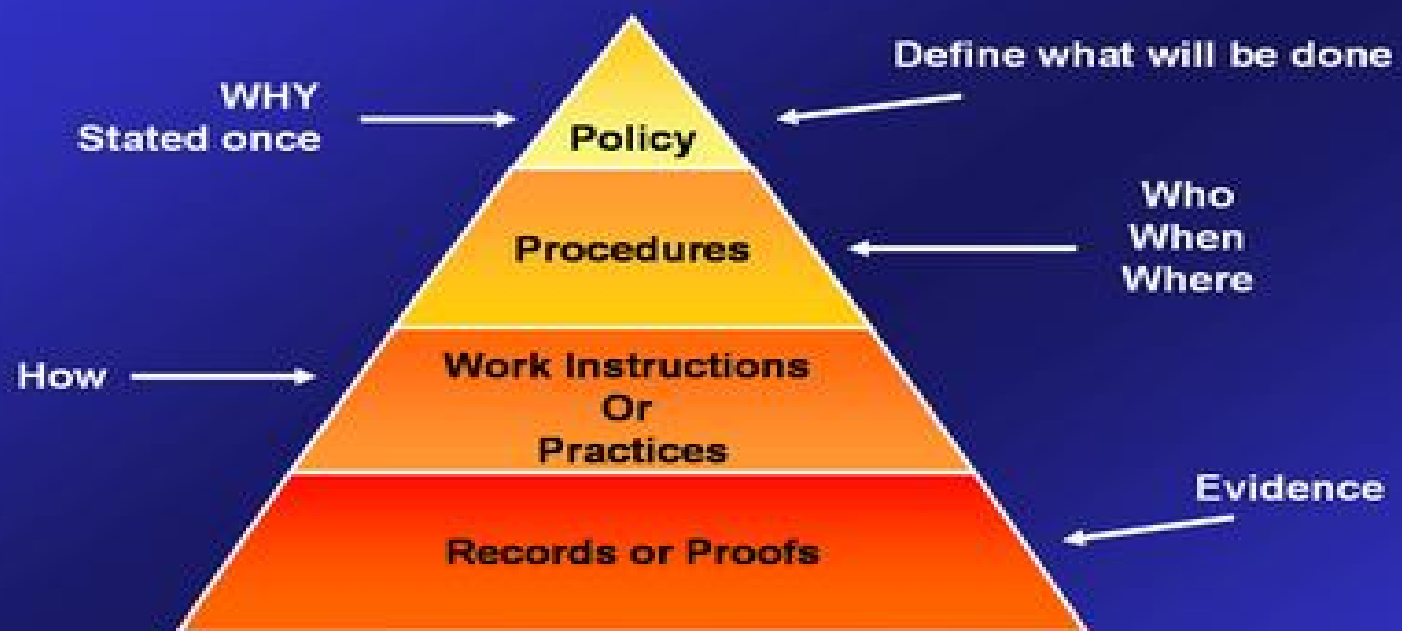 Define what will be done
WHY
Stated once
Policy
Who
When
Where
Procedures
How
Work Instructions
Or
Practices
Evidence
Records or Proofs